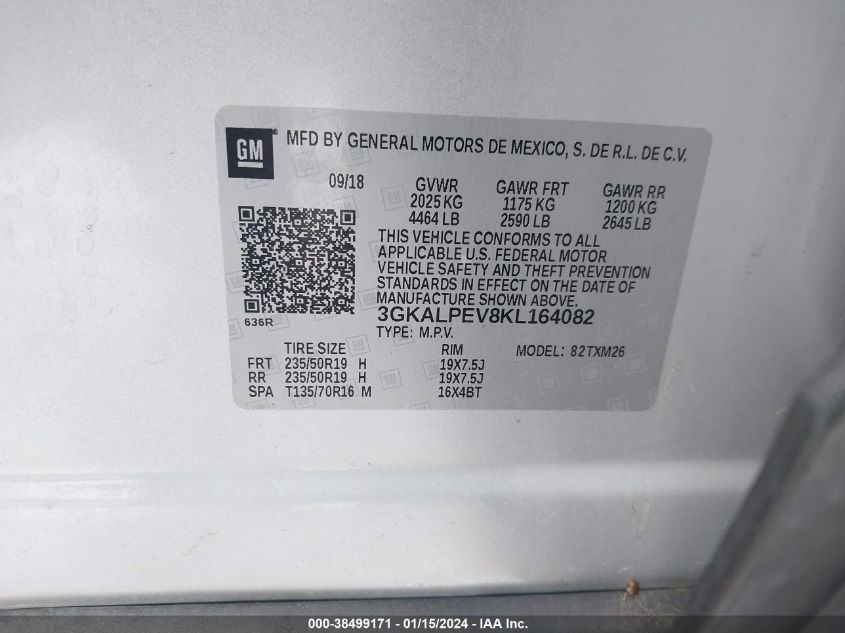 GM ® MFD BY GENERAL MOTORS DE MEXICO, S. DE R.L. DE C.V.
09/18 GVWR GAWR FRT GAWR RR
2025 KG 1175 KG 1200 KG
4464 LB 2590 LB 2645 LB
THIS VEHICLE CONFORMS TO ALL
APPLICABLE U.S. FEDERAL MOTOR
VEHICLE SAFETY AND THEFT PREVENTION
STANDARDS IN EFFECT ON THE DATE OF
MANUFACTURE SHOWN ABOVE.
636R 3GKALPEV8KL164082
TYPE: M.P.V.
TIRE SIZE RIM MODEL: 82TXM26
FRT 235/50R19 H 19X7.5J
RR 235/50R19 H 19X7.5J
SPA T135/70R16 M 16X4BT
000-38499171 - 01/15/2024 - IAA Inc.